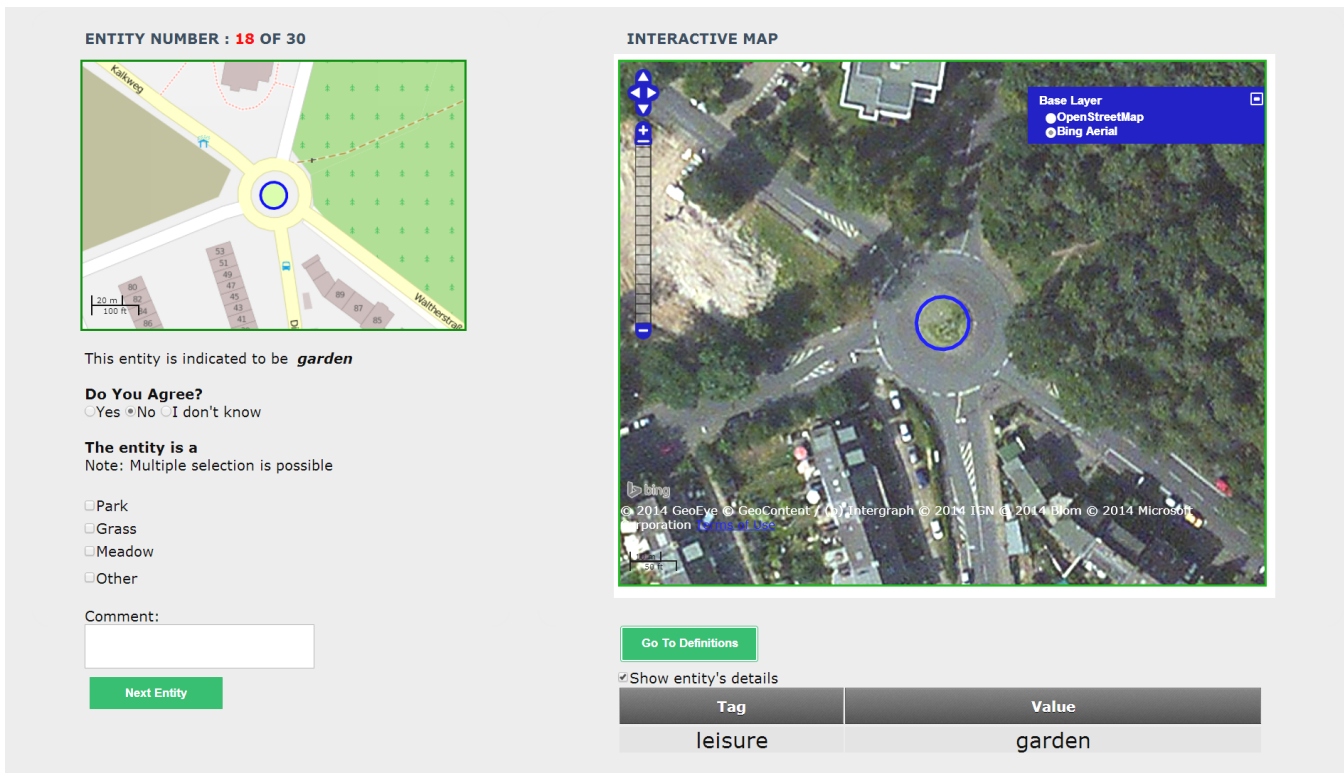 ENTITY NUMBER : 18 OF 30
Kalkweg
53
51
49
47
45
43
41
80
82
84
86
89
87
85
Waltherstraß
Di
20 m
100 ft
This entity is indicated to be garden
Do You Agree?
Yes No I don't know
The entity is a
Note: Multiple selection is possible
Park
Grass
Meadow
Other
Comment:
Next Entity
INTERACTIVE MAP
Base Layer
OpenStreetMap
Bing Aerial
bing
© 2014 GeoEye © GeoContent / (p) Intergraph © 2014 IGN © 2014 Blom © 2014 Microsoft
Corporation Terms of Use
50 ft
Go To Definitions
Show entity's details
Tag Value
leisure garden